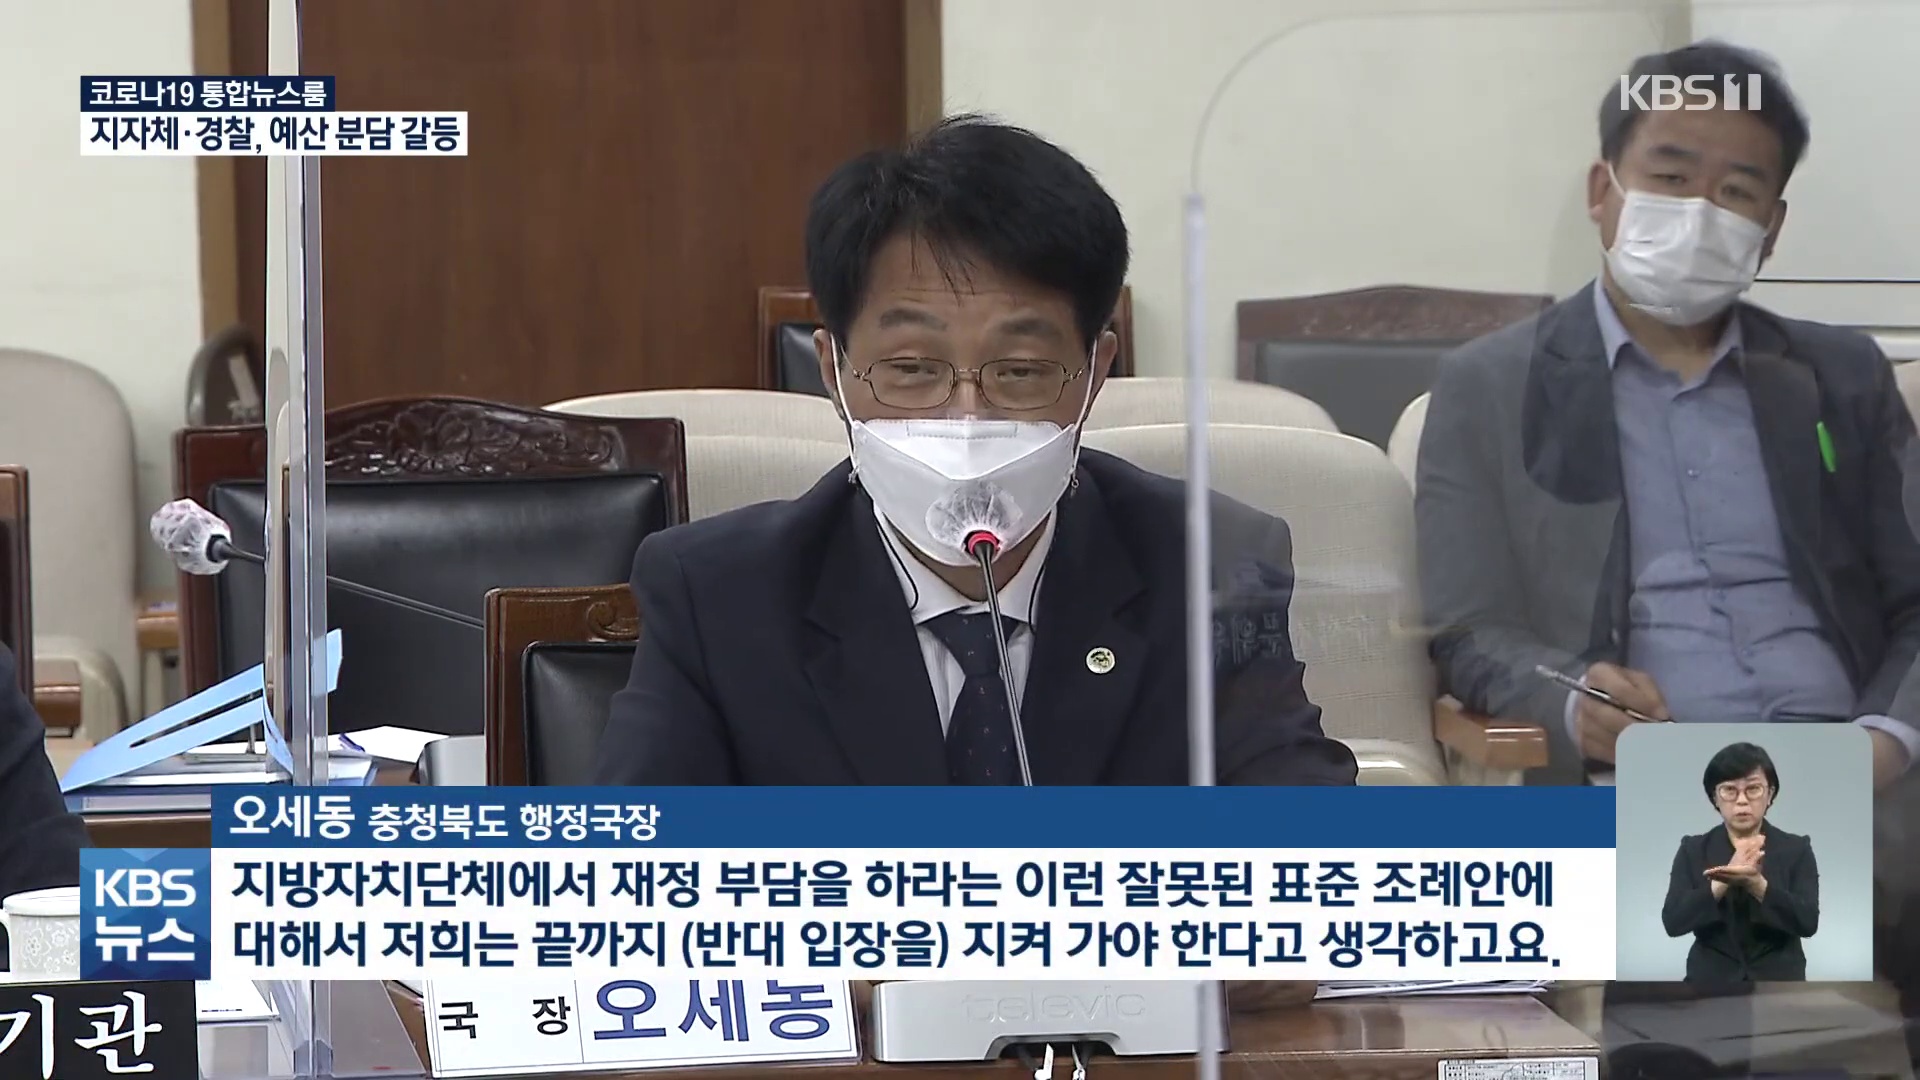 코로나19 통합뉴스룸
지자체·경찰, 예산 분담 갈등
KBS 1
오세동 충청북도 행정국장
KBS 뉴스
지방자치단체에서 재정 부담을 하라는 이런 잘못된 표준 조례안에
대해서 저희는 끝까지 (반대 입장을) 지켜 가야 한다고 생각하고요.
기관
국 장 오세동
televic